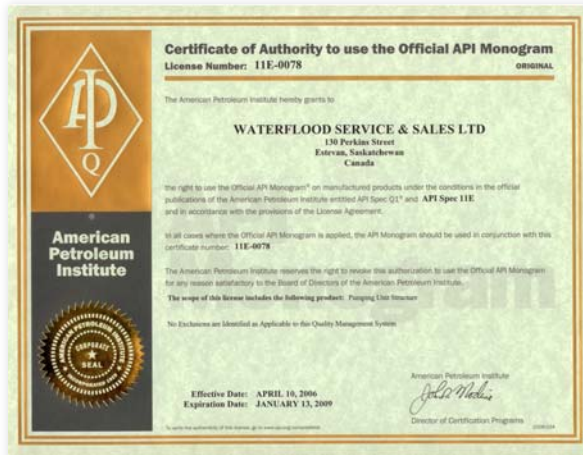 Certificate of Authority to use the Official API Monogram
License Number: 11E-0078
ORIGINAL
The American Petroleum Institute hereby grants to
WATERFLOOD SERVICE & SALES LTD
130 Perkins Street
Estevan, Saskatchewan
Canada
the right to use the Official API Monogram® on manufactured products under the conditions in the official
publications of the American Petroleum Institute entitled API Spec Q1® and API Spec 11E
and in accordance with the provisions of the License Agreement.
In all cases where the Official API Monogram is applied, the API Monogram should be used in conjunction with this
certificate number: 11E-0078
The American Petroleum Institute reserves the right to revoke this authorization to use the Official API Monogram
for any reason satisfactory to the Board of Directors of the American Petroleum Institute.
The scope of this license includes the following product: Pumping Unit Structure
No Exclusions are Identified as Applicable to this Quality Management System
API
Q
®
American
Petroleum
Institute
AMERICAN PETROLEUM INSTITUTE
CORPORATE
SEAL
Effective Date: APRIL 10, 2006
Expiration Date: JANUARY 13, 2009
American Petroleum Institute
Director of Certification Programs